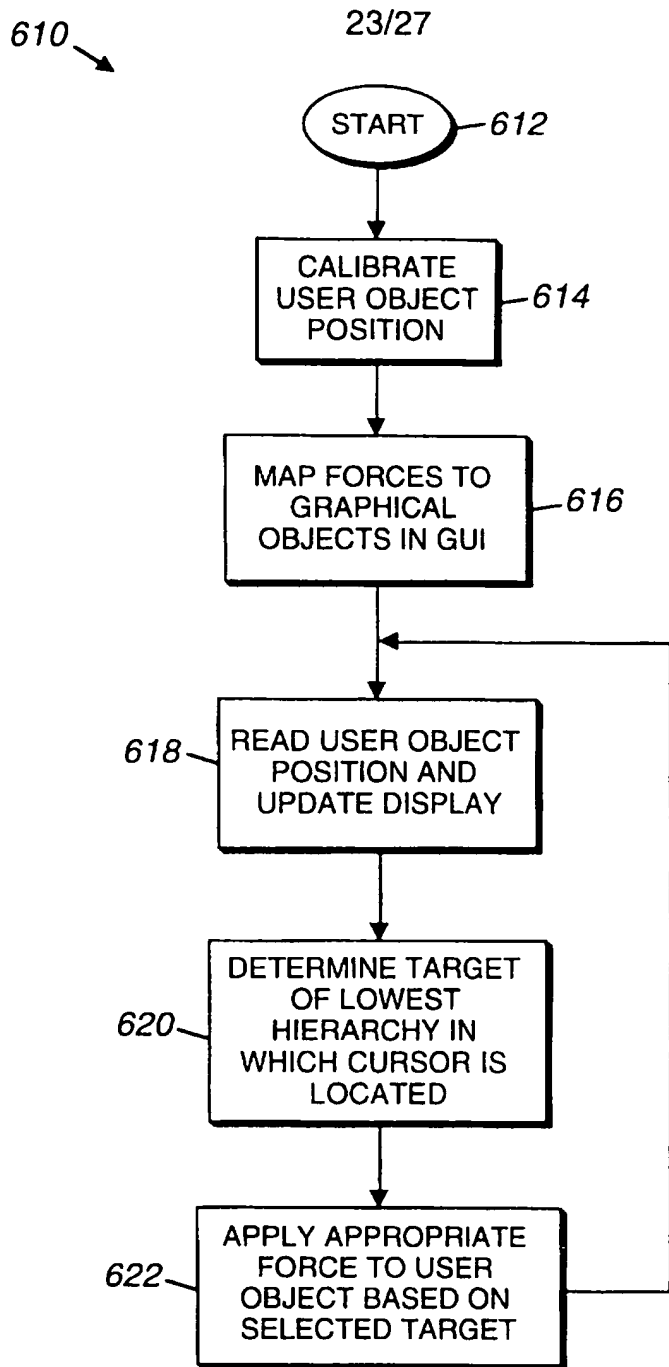 23/27
610
START
612
CALIBRATE
USER OBJECT
POSITION
614
MAP FORCES TO
GRAPHICAL
OBJECTS IN GUI
616
618
READ USER OBJECT
POSITION AND
UPDATE DISPLAY
620
DETERMINE TARGET
OF LOWEST
HIERARCHY IN
WHICH CURSOR IS
LOCATED
622
APPLY APPROPRIATE
FORCE TO USER
OBJECT BASED ON
SELECTED TARGET